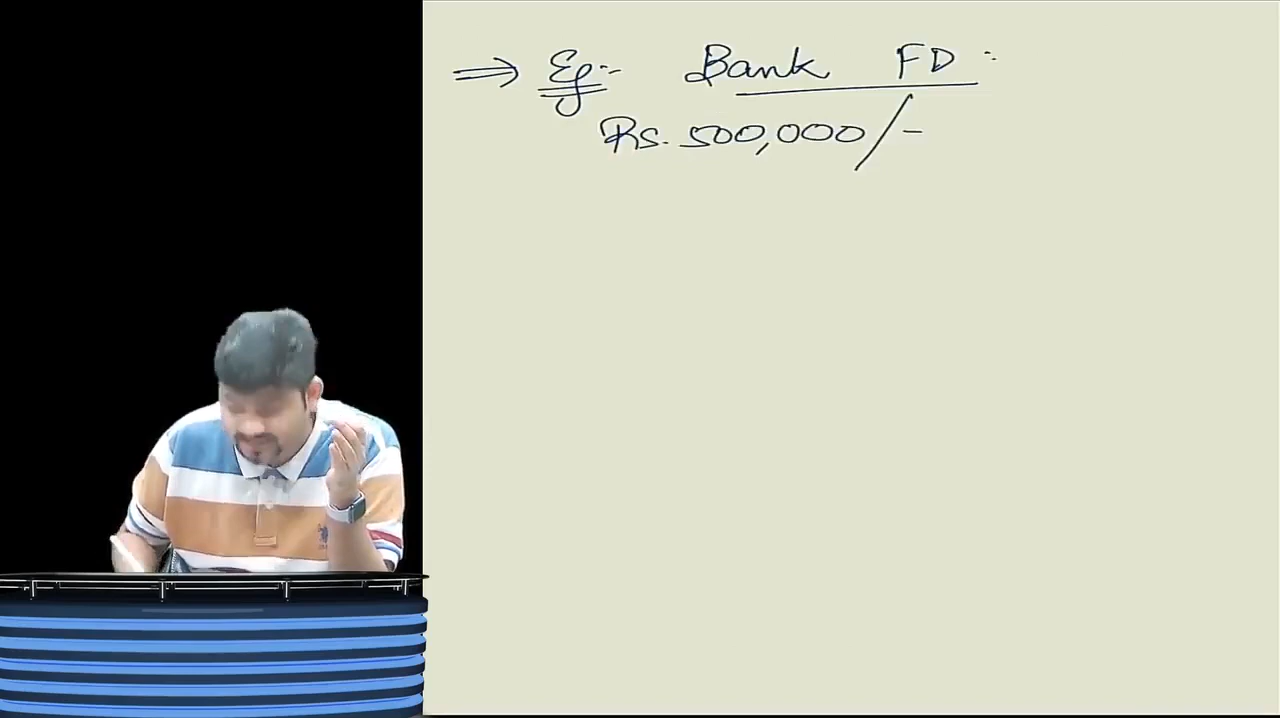 ⇒ Eg:- Bank FD :
Rs. 500,000/-